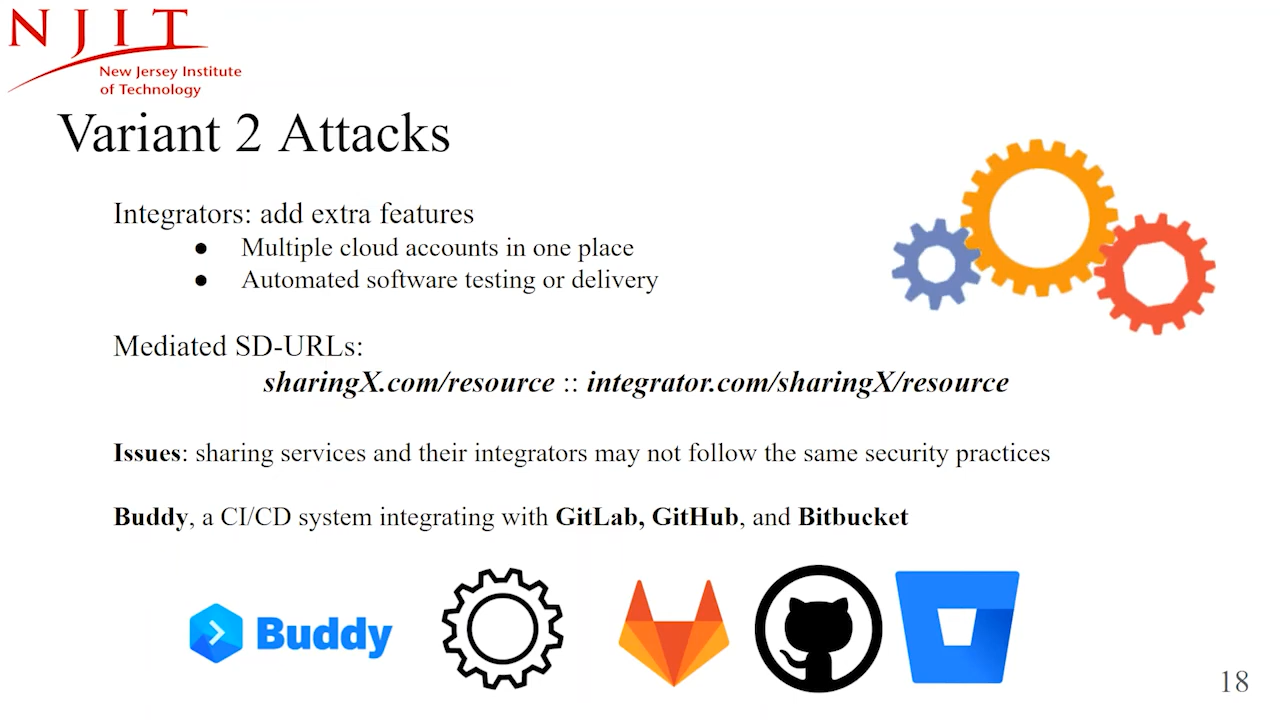 NJIT
New Jersey Institute
of Technology
Variant 2 Attacks
Integrators: add extra features
● Multiple cloud accounts in one place
● Automated software testing or delivery
Mediated SD-URLs:
sharingX.com/resource :: integrator.com/sharingX/resource
Issues: sharing services and their integrators may not follow the same security practices
Buddy, a CI/CD system integrating with GitLab, GitHub, and Bitbucket
Buddy
18